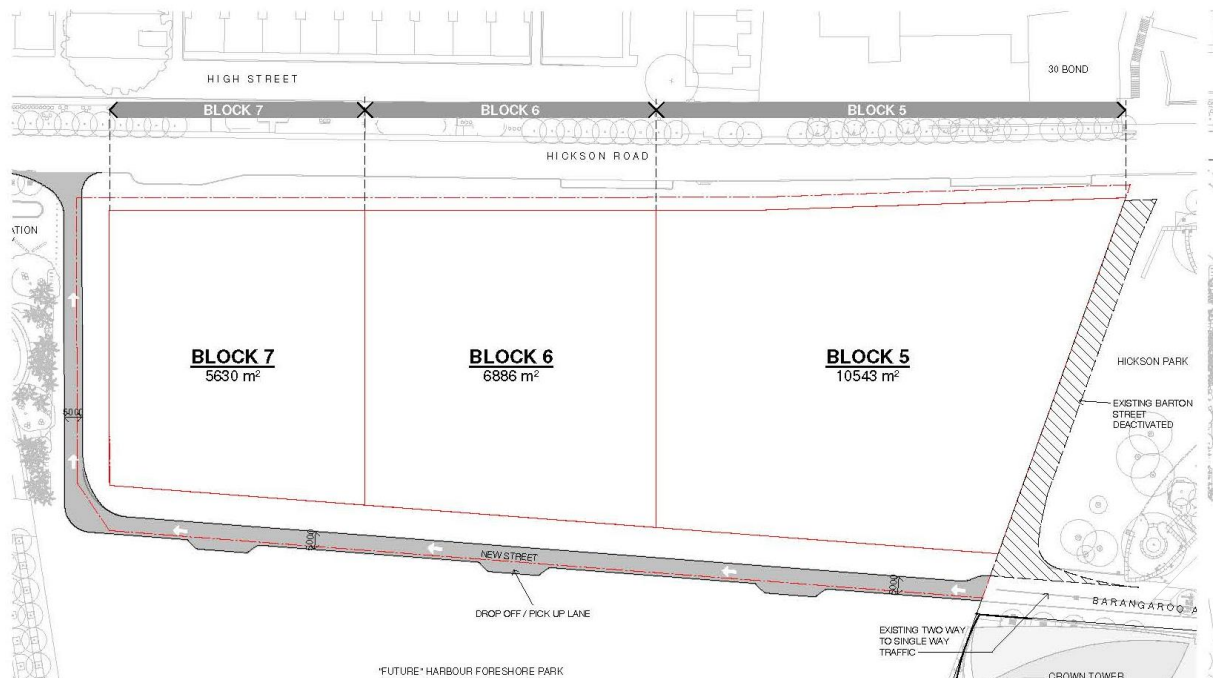 30 BOND
HIGH STREET
BLOCK 7
BLOCK 6
BLOCK 5
HICKSON ROAD
ATION
BLOCK 7
5630 m²
BLOCK 6
6886 m²
BLOCK 5
10543 m²
HICKSON PARK
EXISTING BARTON
STREET
DEACTIVATED
5000
5000
NEW STREET
5000
DROP OFF / PICK UP LANE
BARANGAROO A
EXISTING TWO WAY
TO SINGLE WAY
TRAFFIC
"FUTURE" HARBOUR FORESHORE PARK
CROWN TOWER